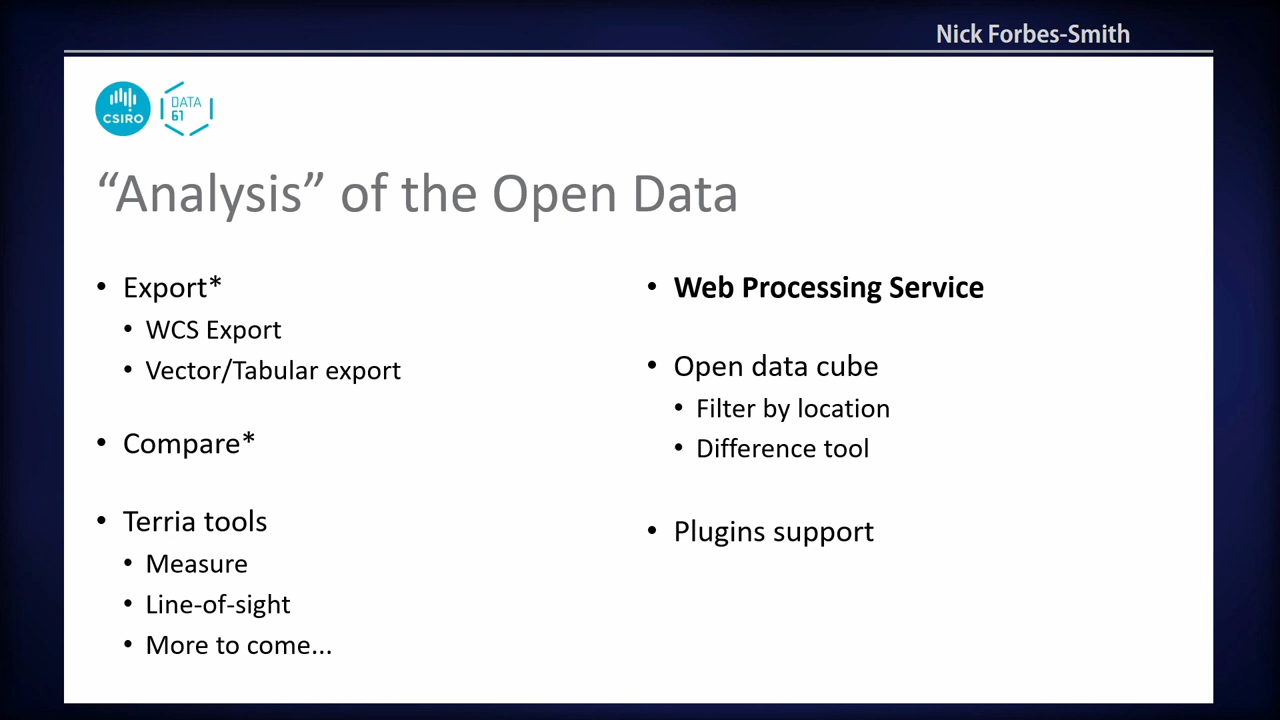 Nick Forbes-Smith
CSIRO
DATA
61
“Analysis” of the Open Data
• Export*
• WCS Export
• Vector/Tabular export
• Compare*
• Terria tools
• Measure
• Line-of-sight
• More to come...
• Web Processing Service
• Open data cube
• Filter by location
• Difference tool
• Plugins support